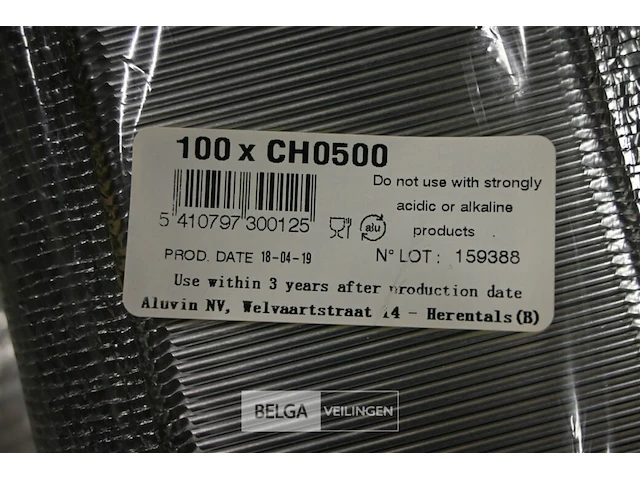 100 x CH0500
Do not use with strongly
acidic or alkaline
products .
5 410797 300125
alu
PROD. DATE 18-04-19
N° LOT : 159388
Use within 3 years after production date
Aluvin NV, Welvaartstraat 14 - Herentals(B)
BELGA VEILINGEN